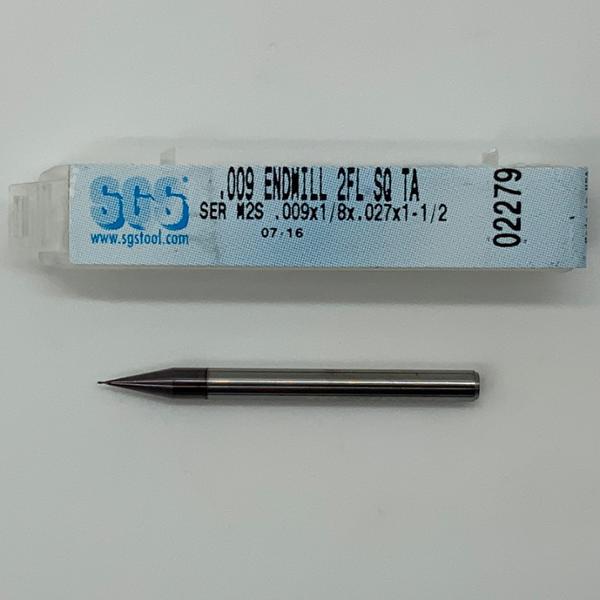 SGS
www.sgstool.com
.009 ENDMILL 2FL SQ TA
SER M2S .009x1/8x.027x1-1/2
07-16
02279